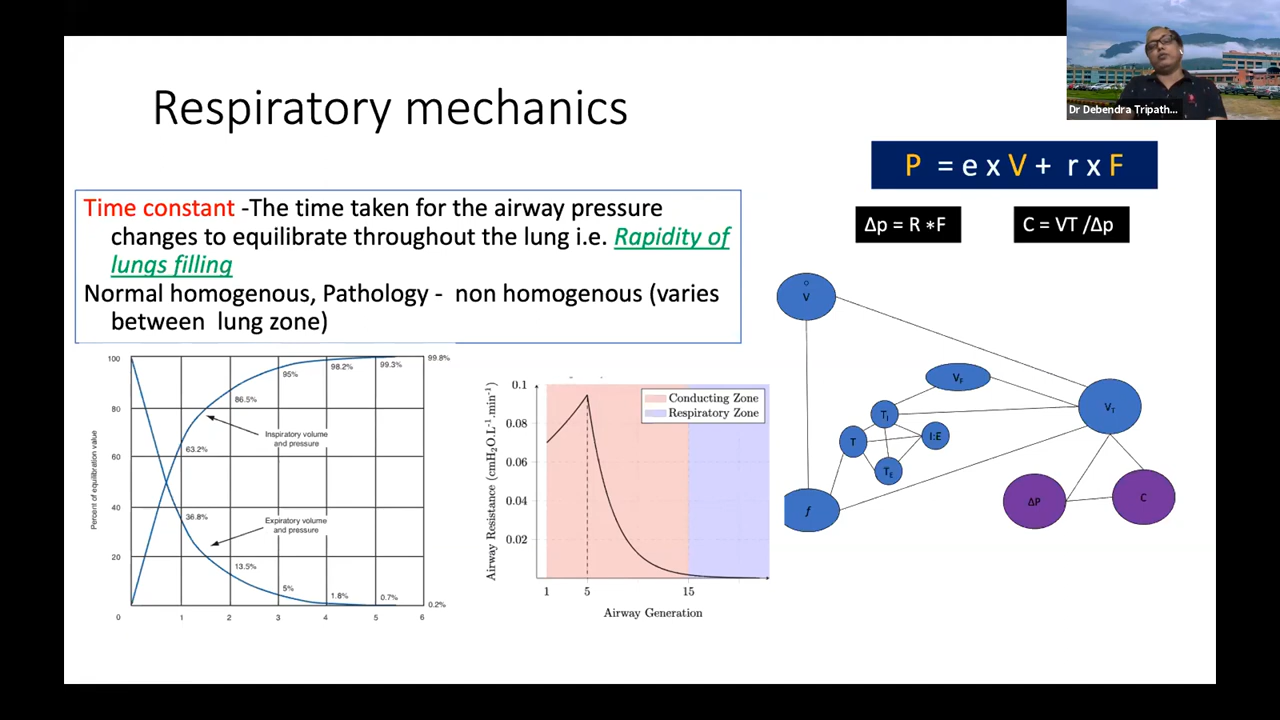 Dr Debendra Tripath...
Respiratory mechanics
P = e x V + r x F
Δp = R *F
C = VT /Δp
Time constant -The time taken for the airway pressure
changes to equilibrate throughout the lung i.e. Rapidity of
lungs filling
Normal homogenous, Pathology - non homogenous (varies
between lung zone)
Percent of equilibration value
100
80
60
40
20
0
1
2
3
4
5
6
63.2%
86.5%
95%
98.2%
99.3%
99.8%
Inspiratory volume
and pressure
36.8%
13.5%
5%
1.8%
0.7%
0.2%
Expiratory volume
and pressure
Airway Resistance (cmH₂O.L⁻¹.min⁻¹)
0.1
0.08
0.06
0.04
0.02
1
5
15
Airway Generation
Conducting Zone
Respiratory Zone
V̊
VF
TI
T
I:E
TE
f
VT
ΔP
C